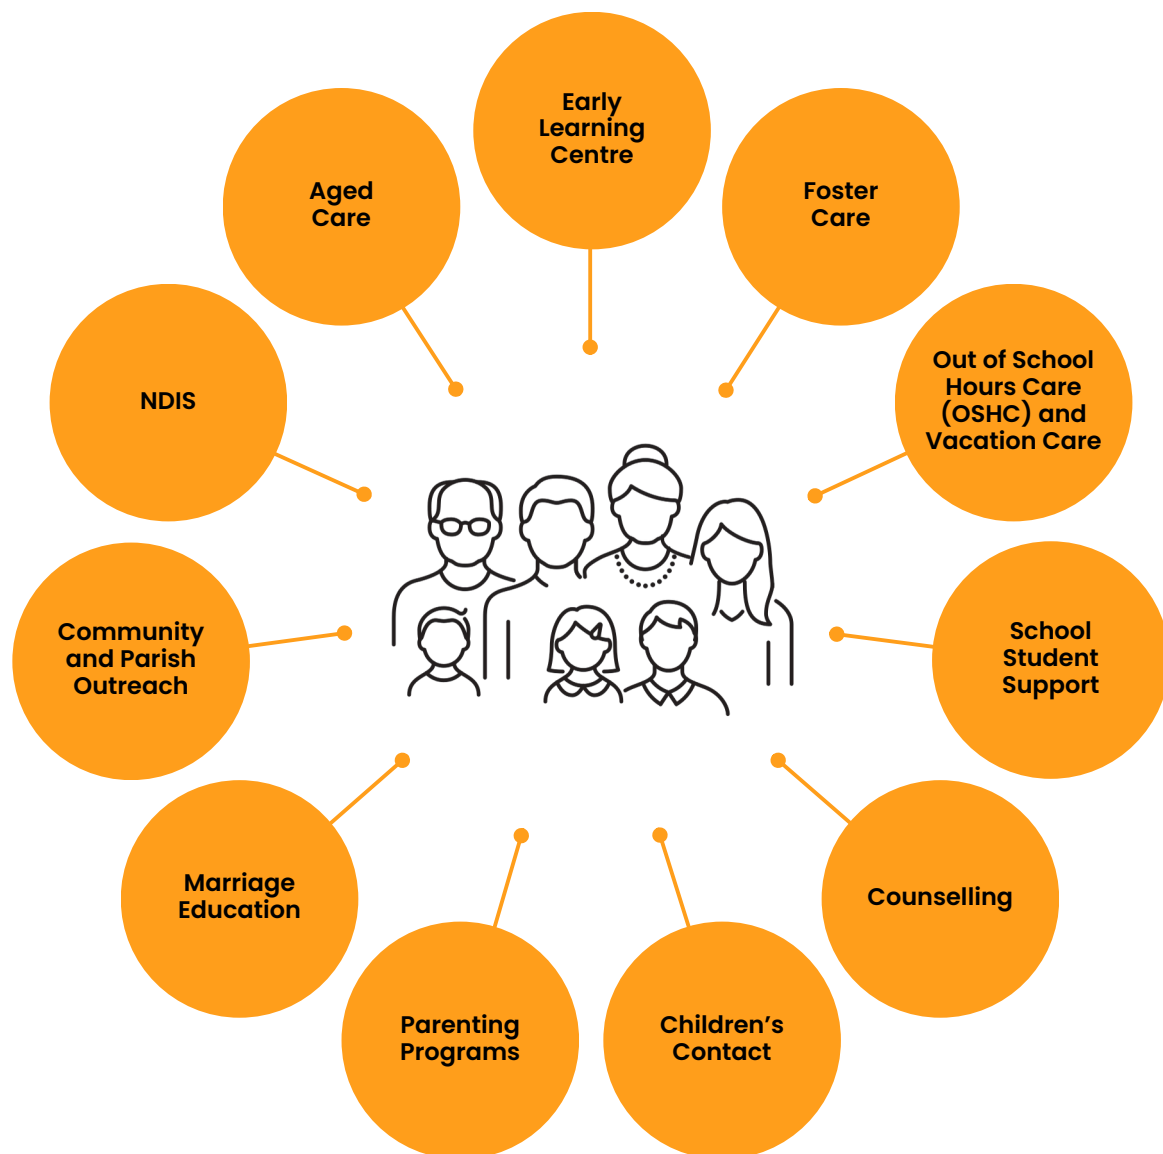 Early
Learning
Centre
Foster
Care
Out of School
Hours Care
(OSHC) and
Vacation Care
School
Student
Support
Counselling
Children’s
Contact
Parenting
Programs
Marriage
Education
Community
and Parish
Outreach
NDIS
Aged
Care